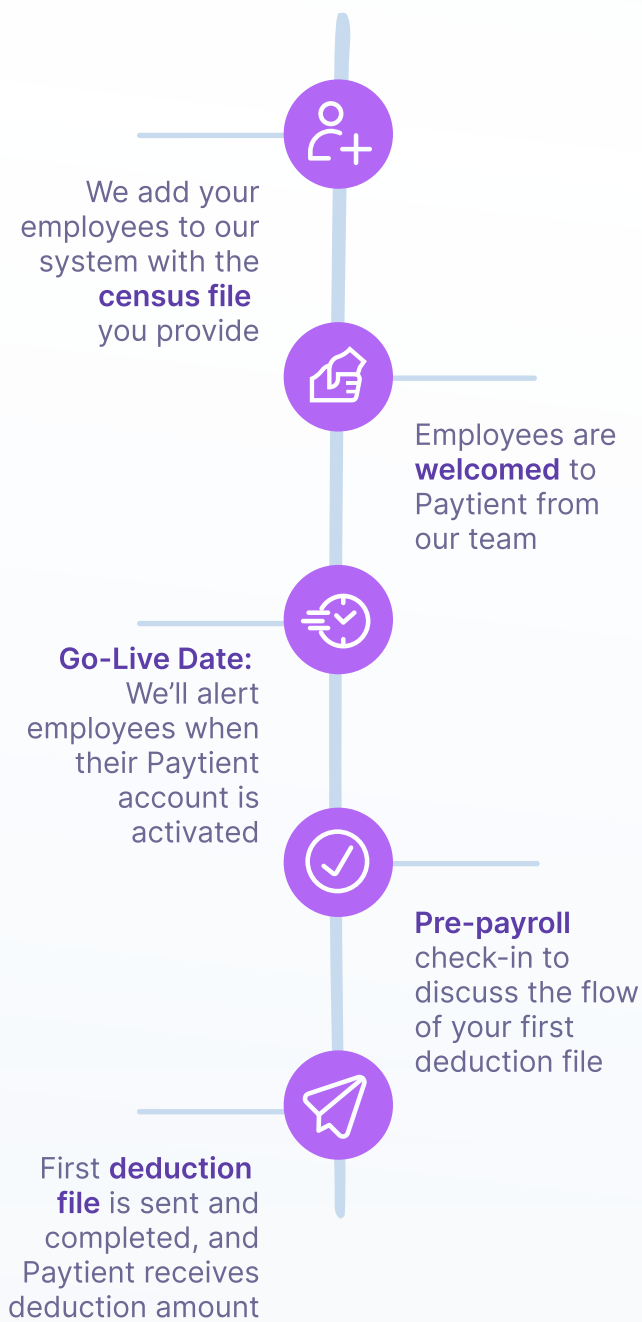 We add your
employees to our
system with the
census file
you provide
Employees are
welcomed to
Paytient from
our team
Go-Live Date:
We’ll alert
employees when
their Paytient
account is
activated
Pre-payroll
check-in to
discuss the flow
of your first
deduction file
First deduction
file is sent and
completed, and
Paytient receives
deduction amount